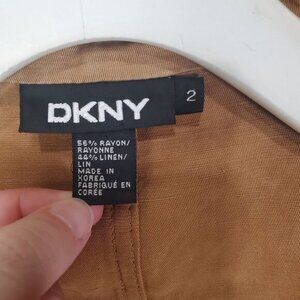 DKNY
2
56% RAYON/
RAYONNE
44% LINEN/
LIN
MADE IN
KOREA
FABRIQUÉ EN
CORÉE